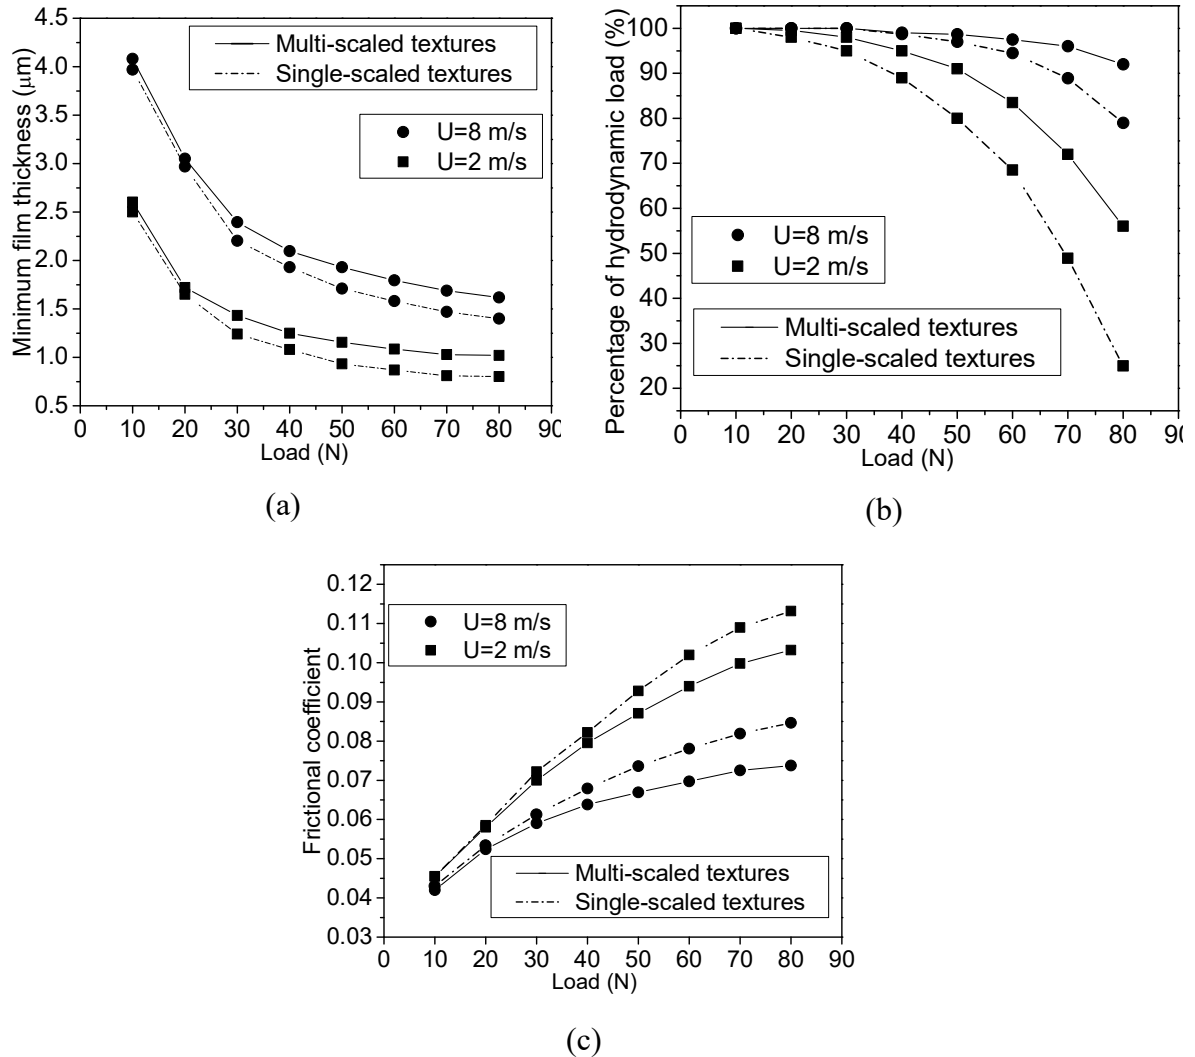 4.5
4.0
3.5
3.0
2.5
2.0
1.5
1.0
0.5
Minimum film thickness (μm)
Multi-scaled textures
Single-scaled textures
U=8 m/s
U=2 m/s
10 20 30 40 50 60 70 80 90
Load (N)
(a)
100
90
80
70
60
50
40
30
20
Percentage of hydrodynamic load (%)
U=8 m/s
U=2 m/s
Multi-scaled textures
Single-scaled textures
0 10 20 30 40 50 60 70 80 90
Load (N)
(b)
0.12
0.11
0.10
0.09
0.08
0.07
0.06
0.05
0.04
0.03
Frictional coefficient
U=8 m/s
U=2 m/s
Multi-scaled textures
Single-scaled textures
10 20 30 40 50 60 70 80 90
Load (N)
(c)